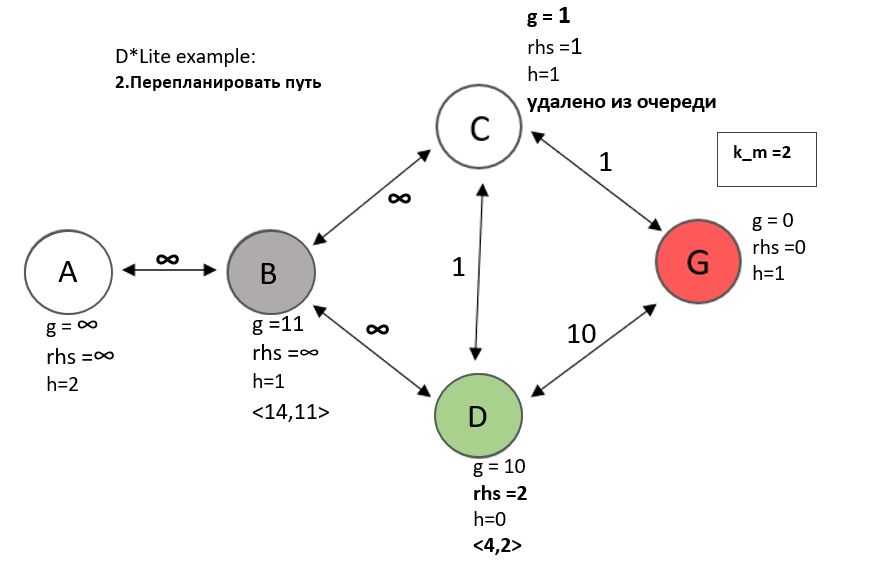 g = 1
rhs =1
h=1
удалено из очереди
D*Lite example:
2.Перепланировать путь
C
k_m =2
1
∞
g = 0
rhs =0
h=1
G
A
∞
B
1
g = ∞
rhs =∞
h=2
g =11
rhs =∞
h=1
<14,11>
∞
10
D
g = 10
rhs =2
h=0
<4,2>